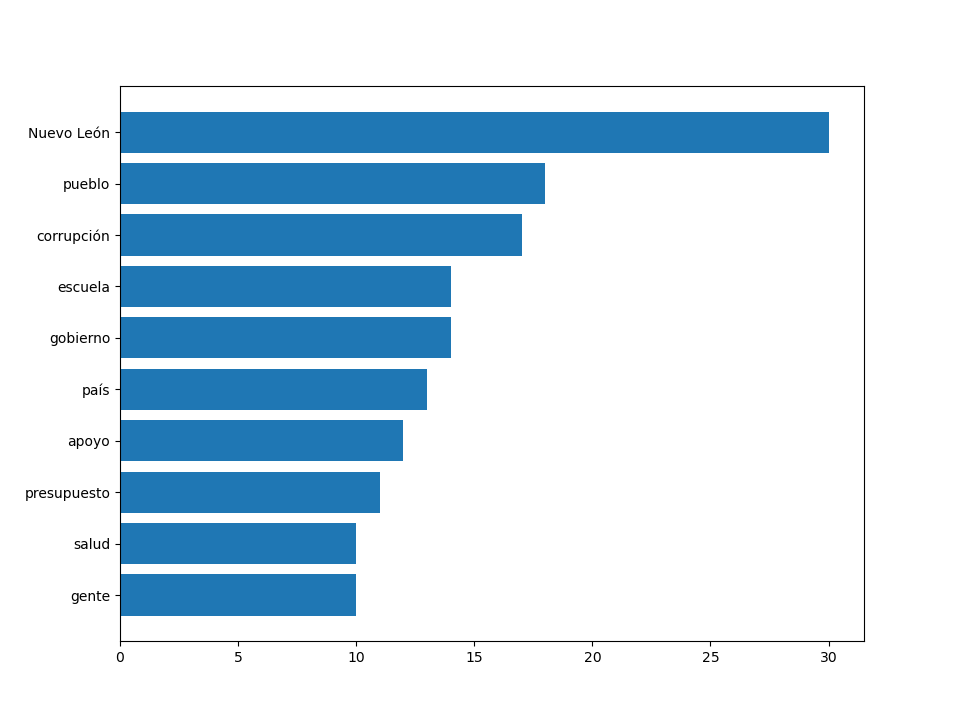 Nuevo León
pueblo
corrupción
escuela
gobierno
país
apoyo
presupuesto
salud
gente
0 5 10 15 20 25 30